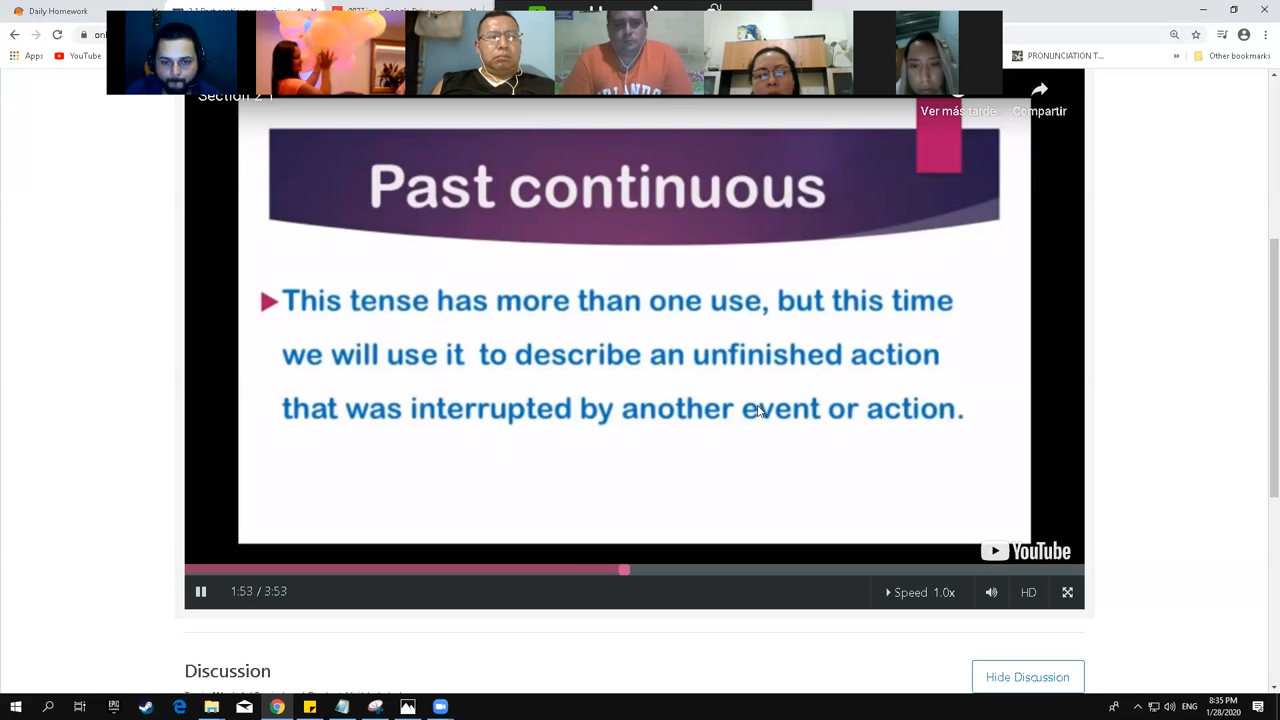 Daily Homework
YouTube
Apps
PRONUNCIATION T...
Other bookmarks
Section 2 1
Ver más tarde
Compartir
Past continuous
This tense has more than one use, but this time
we will use it to describe an unfinished action
that was interrupted by another event or action.
YouTube
1:53 / 3:53
Speed 1.0x
HD
Discussion
Hide Discussion
ENG
8:35 PM
1/28/2020